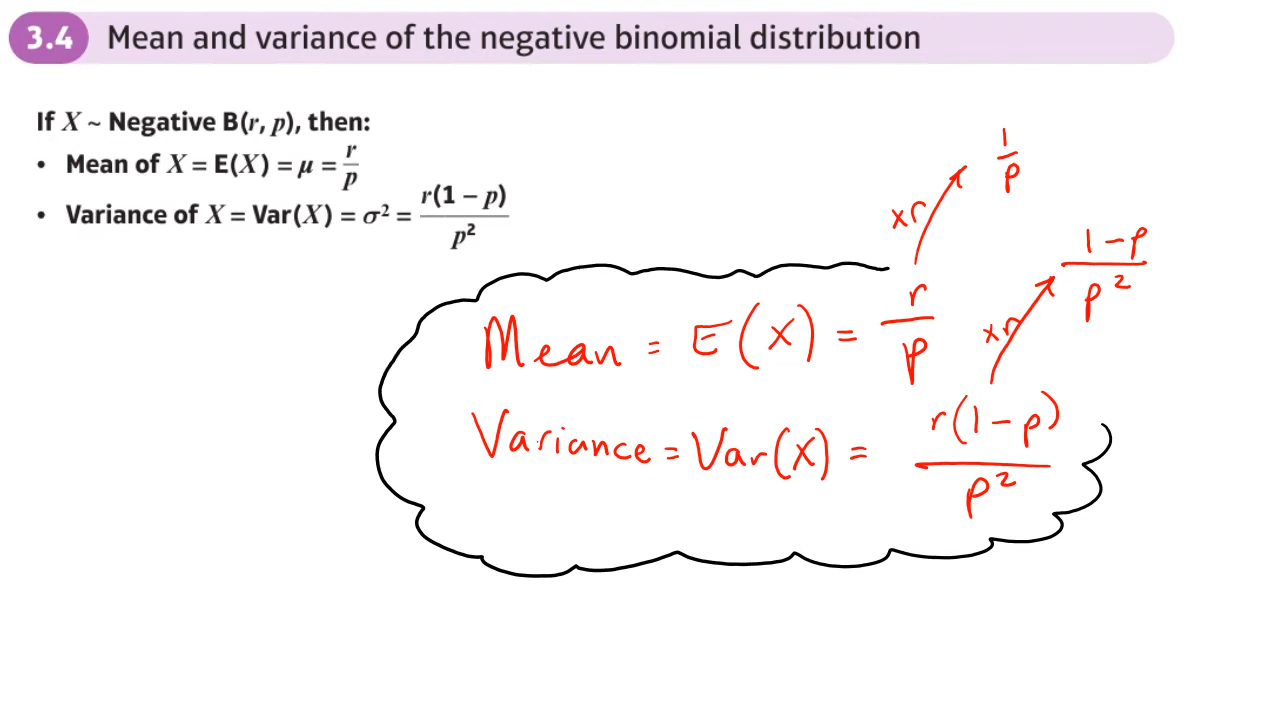 3.4 Mean and variance of the negative binomial distribution
If X ~ Negative B(r, p), then:
• Mean of X = E(X) = μ = r/p
• Variance of X = Var(X) = σ² = r(1 − p)/p²
1/p
xr
1-p/p²
xr
Mean = E(X) = r/p
Variance = Var(X) = r(1-p)/p²